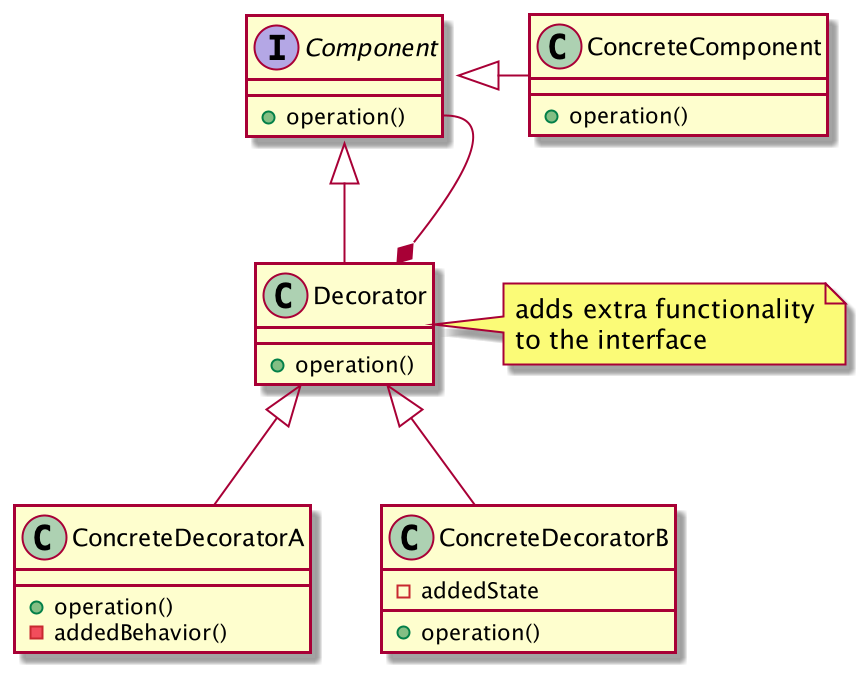 I Component
operation()
C ConcreteComponent
operation()
C Decorator
operation()
adds extra functionality
to the interface
C ConcreteDecoratorA
operation()
addedBehavior()
C ConcreteDecoratorB
addedState
operation()